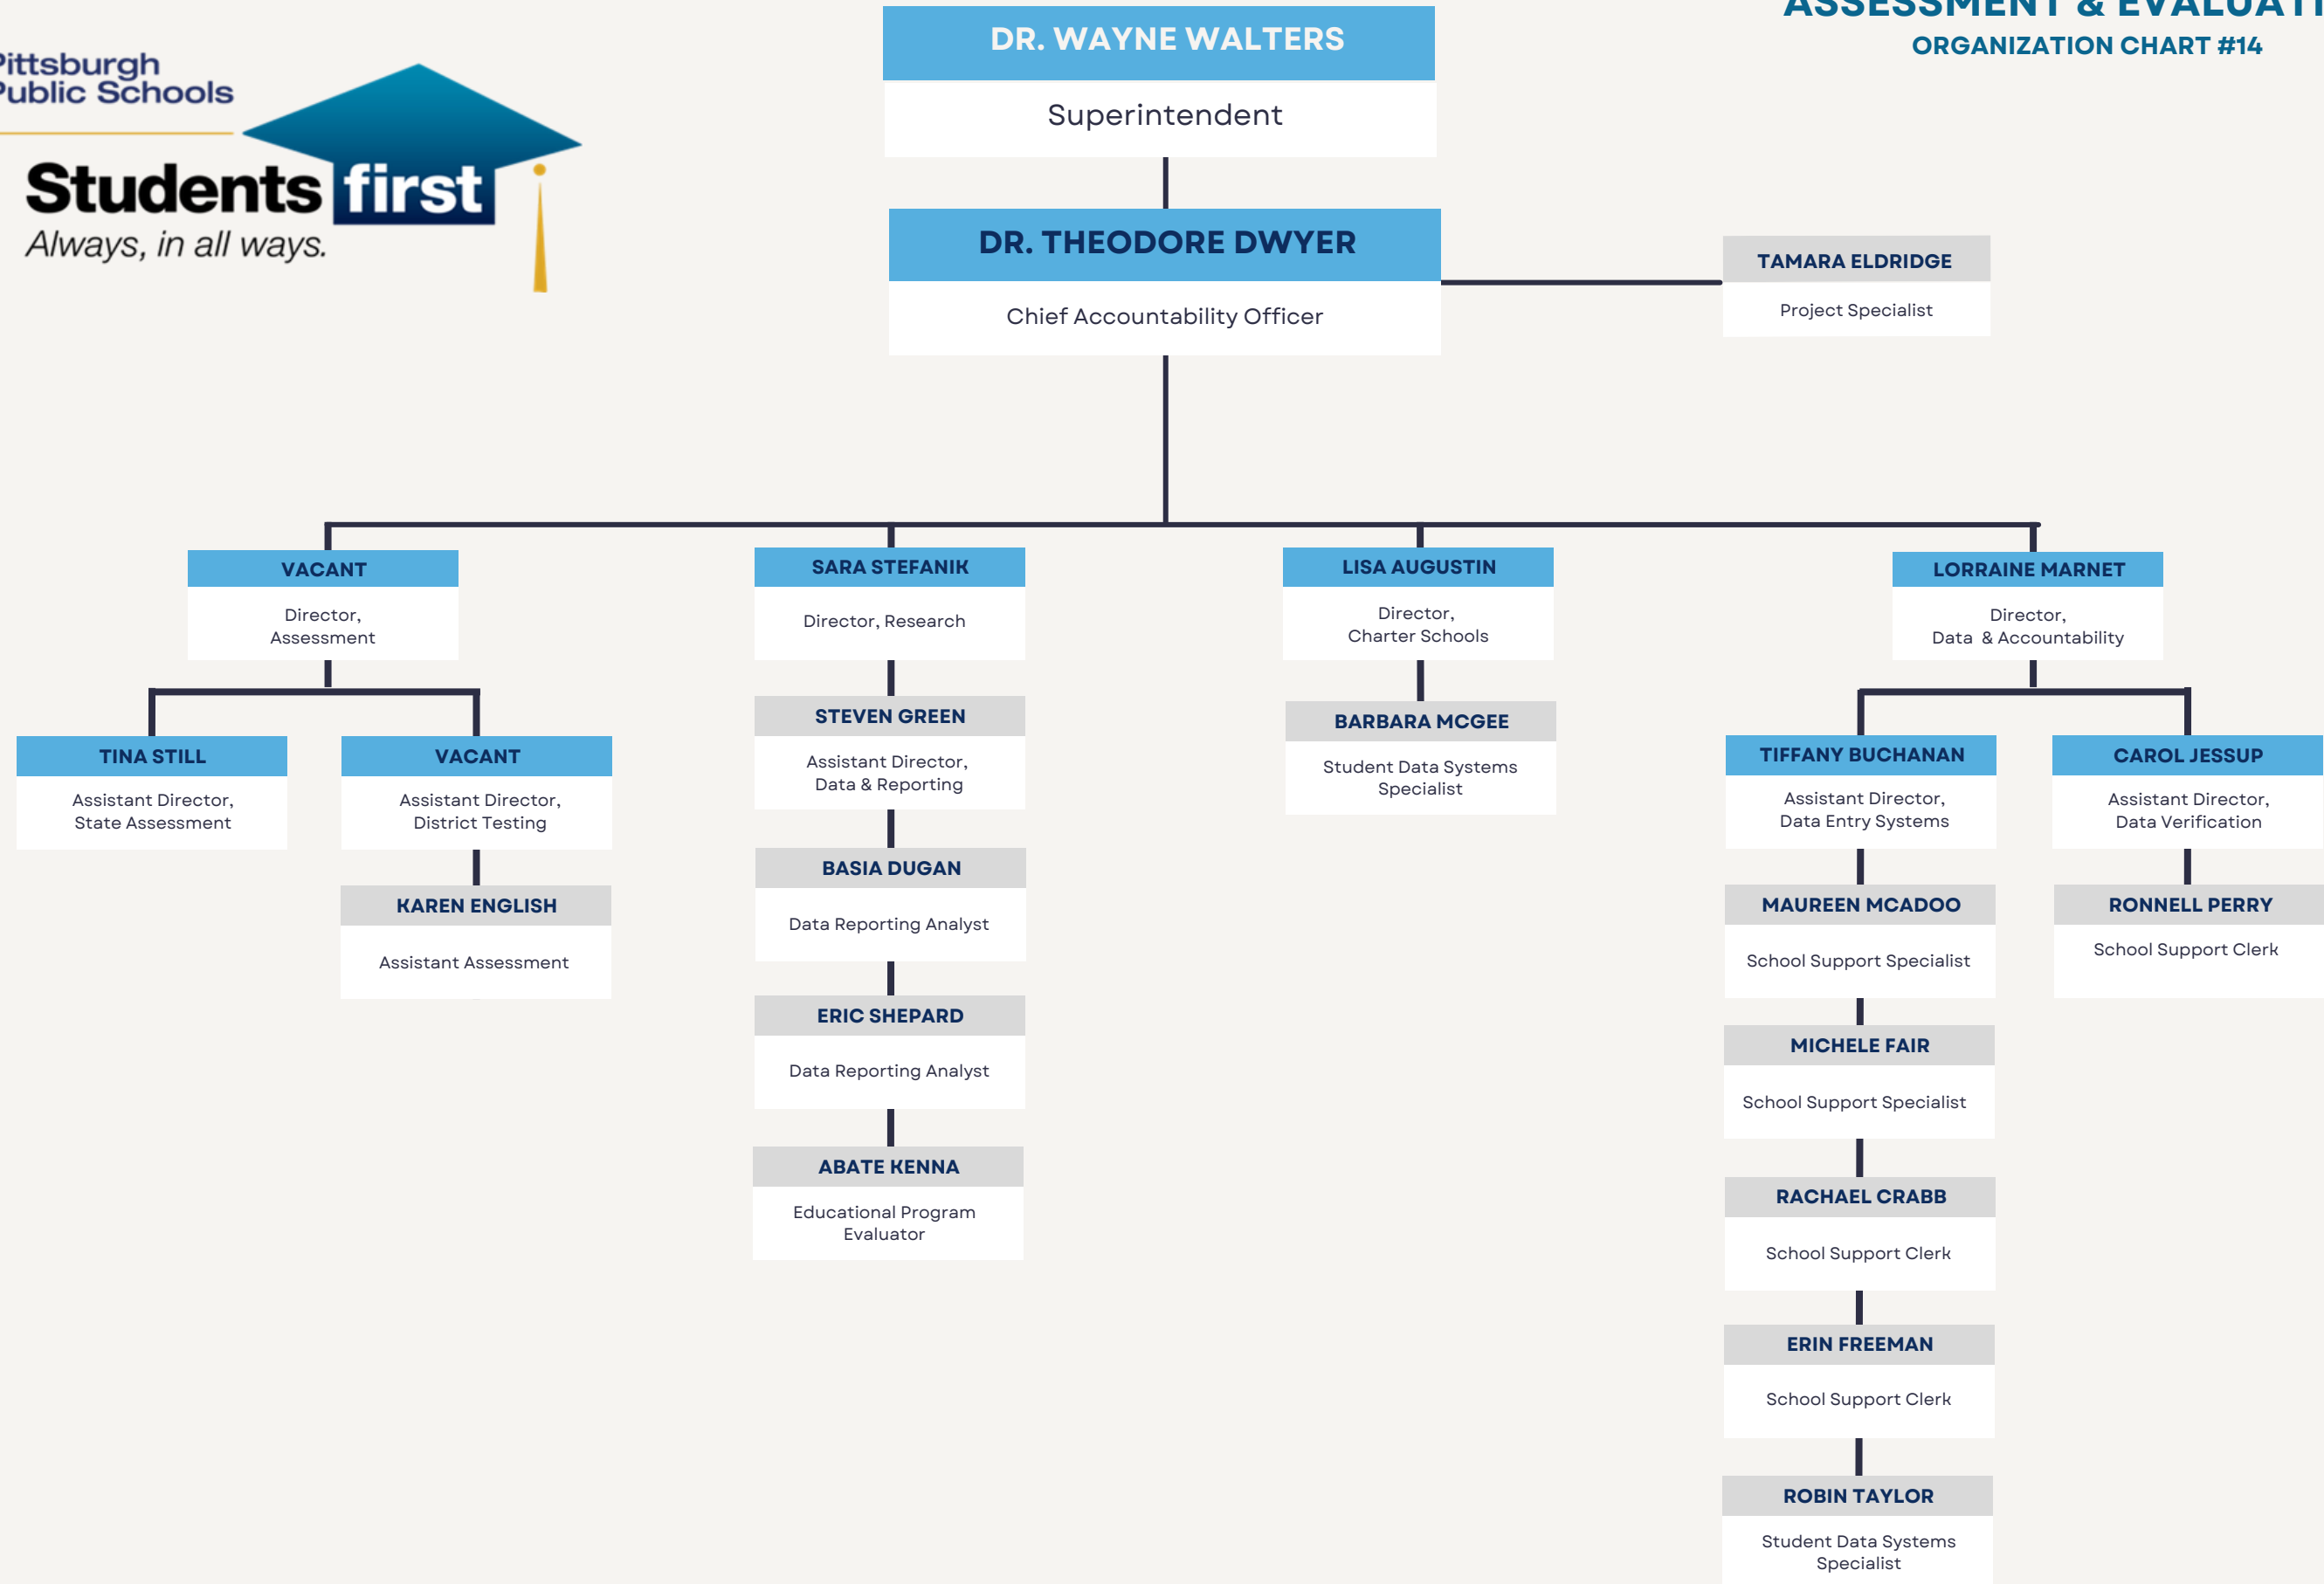 Pittsburgh
Public Schools
Students first
Always, in all ways.
ASSESSMENT & EVALUATI
ORGANIZATION CHART #14
DR. WAYNE WALTERS
Superintendent
DR. THEODORE DWYER
Chief Accountability Officer
TAMARA ELDRIDGE
Project Specialist
VACANT
Director,
Assessment
TINA STILL
Assistant Director,
State Assessment
VACANT
Assistant Director,
District Testing
KAREN ENGLISH
Assistant Assessment
SARA STEFANIK
Director, Research
STEVEN GREEN
Assistant Director,
Data & Reporting
BASIA DUGAN
Data Reporting Analyst
ERIC SHEPARD
Data Reporting Analyst
ABATE KENNA
Educational Program
Evaluator
LISA AUGUSTIN
Director,
Charter Schools
BARBARA MCGEE
Student Data Systems
Specialist
LORRAINE MARNET
Director,
Data & Accountability
TIFFANY BUCHANAN
Assistant Director,
Data Entry Systems
MAUREEN MCADOO
School Support Specialist
MICHELE FAIR
School Support Specialist
RACHAEL CRABB
School Support Clerk
ERIN FREEMAN
School Support Clerk
ROBIN TAYLOR
Student Data Systems
Specialist
CAROL JESSUP
Assistant Director,
Data Verification
RONNELL PERRY
School Support Clerk